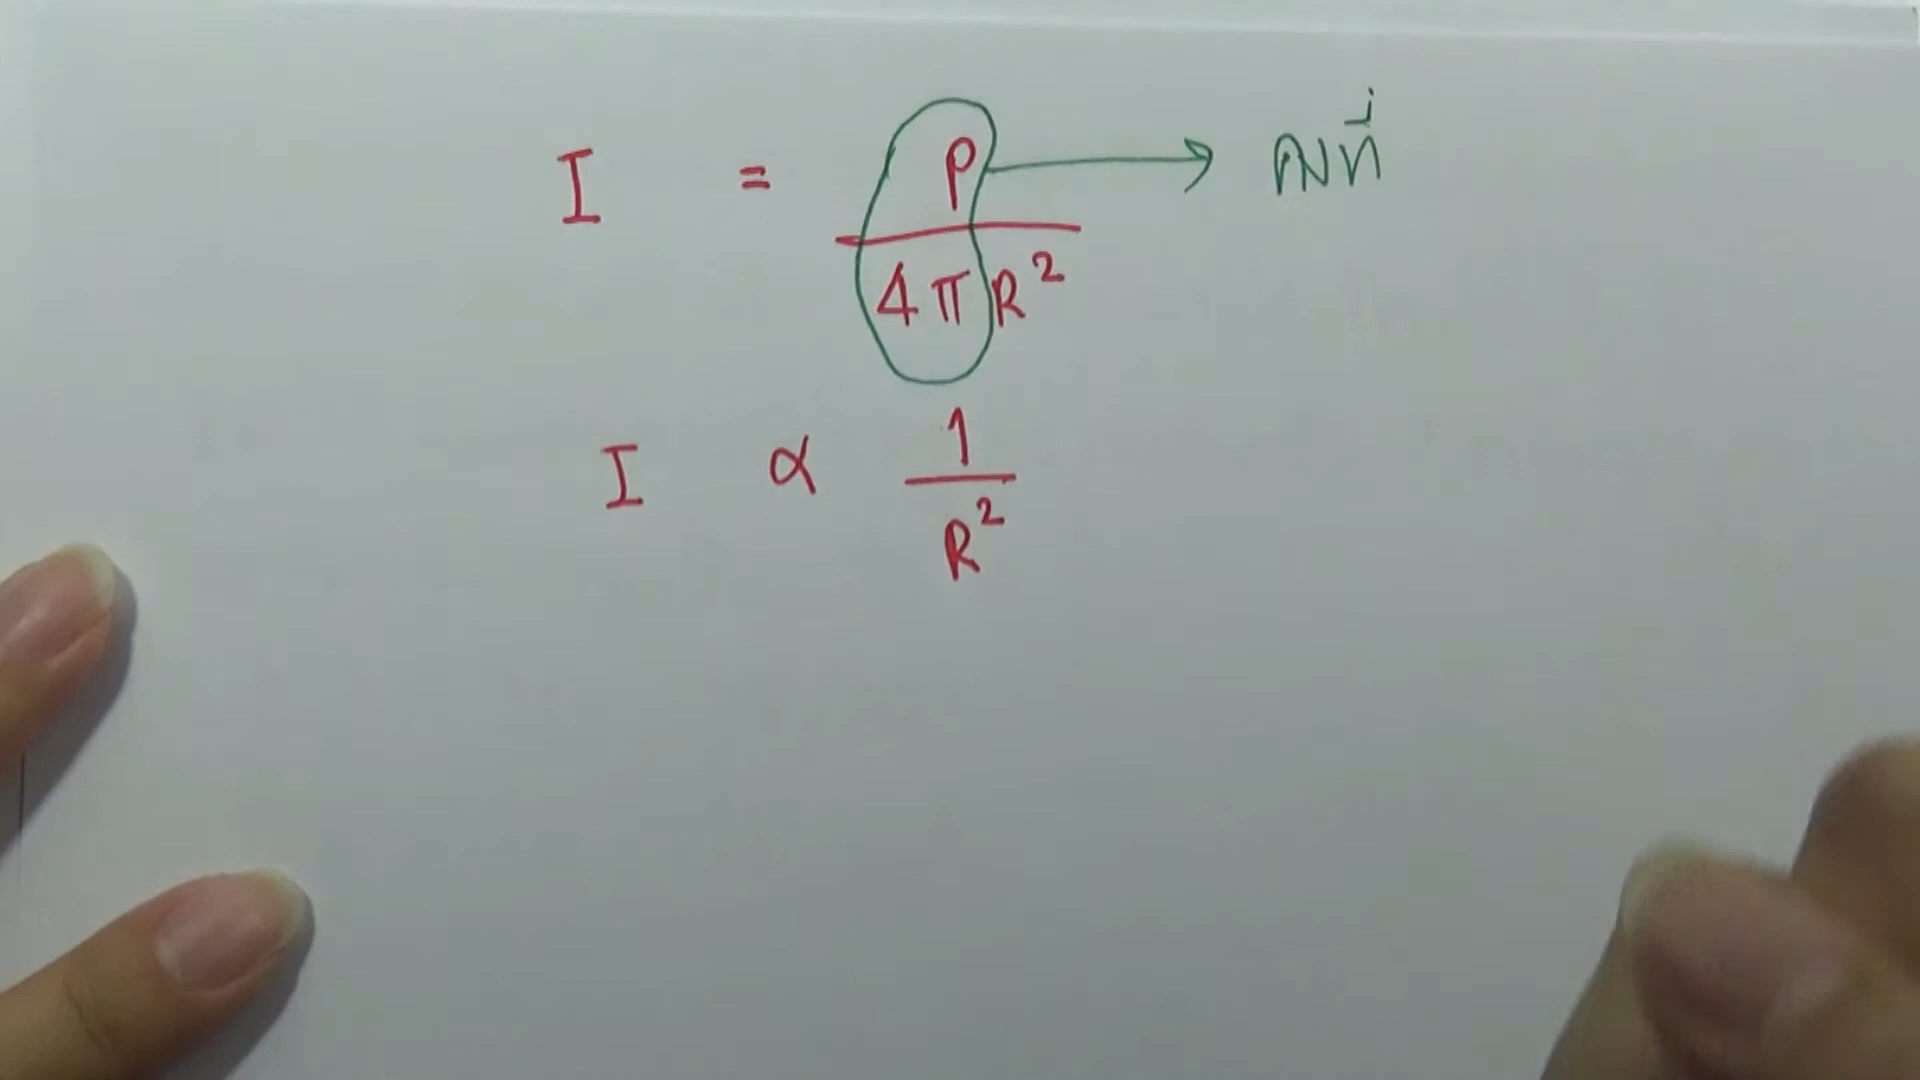 I = P / 4πR² → คงที่
I ∝ 1 / R²